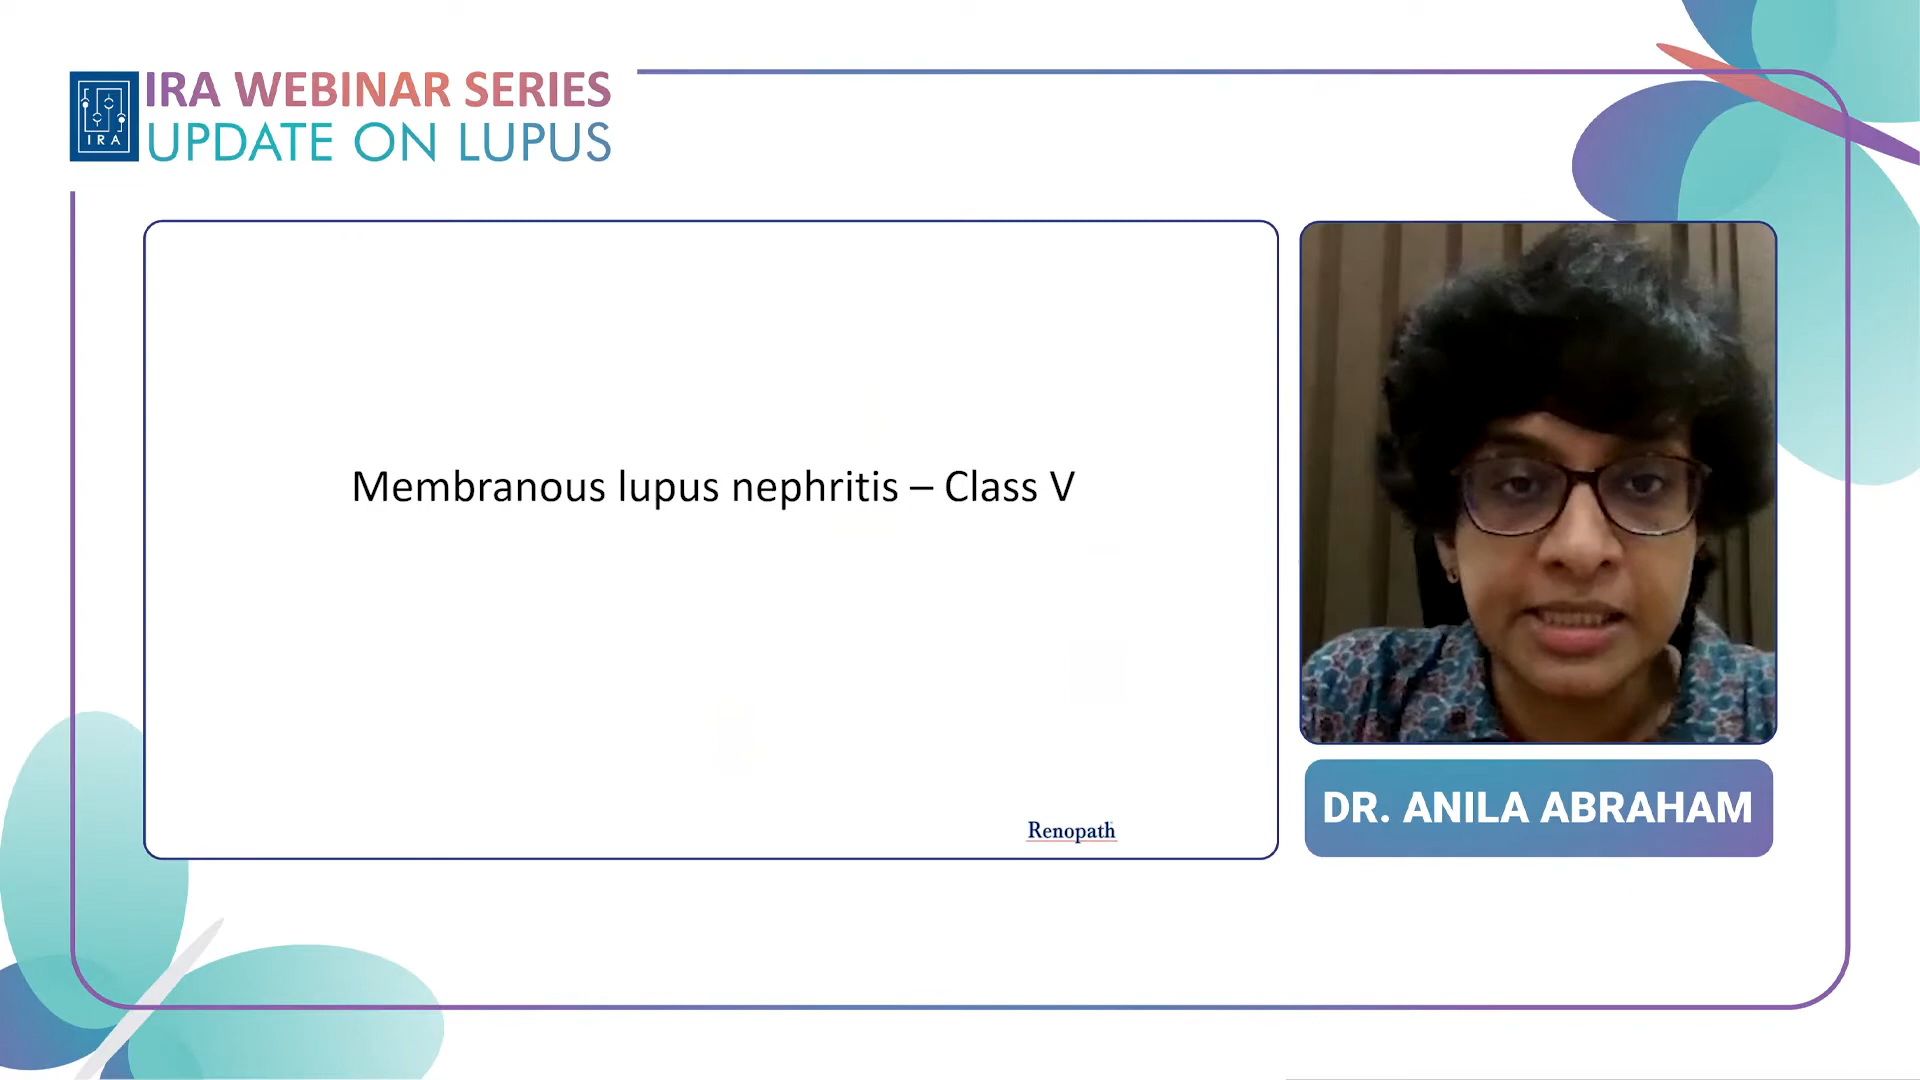 IRA WEBINAR SERIES
UPDATE ON LUPUS
IRA
Membranous lupus nephritis – Class V
Renopath
DR. ANILA ABRAHAM